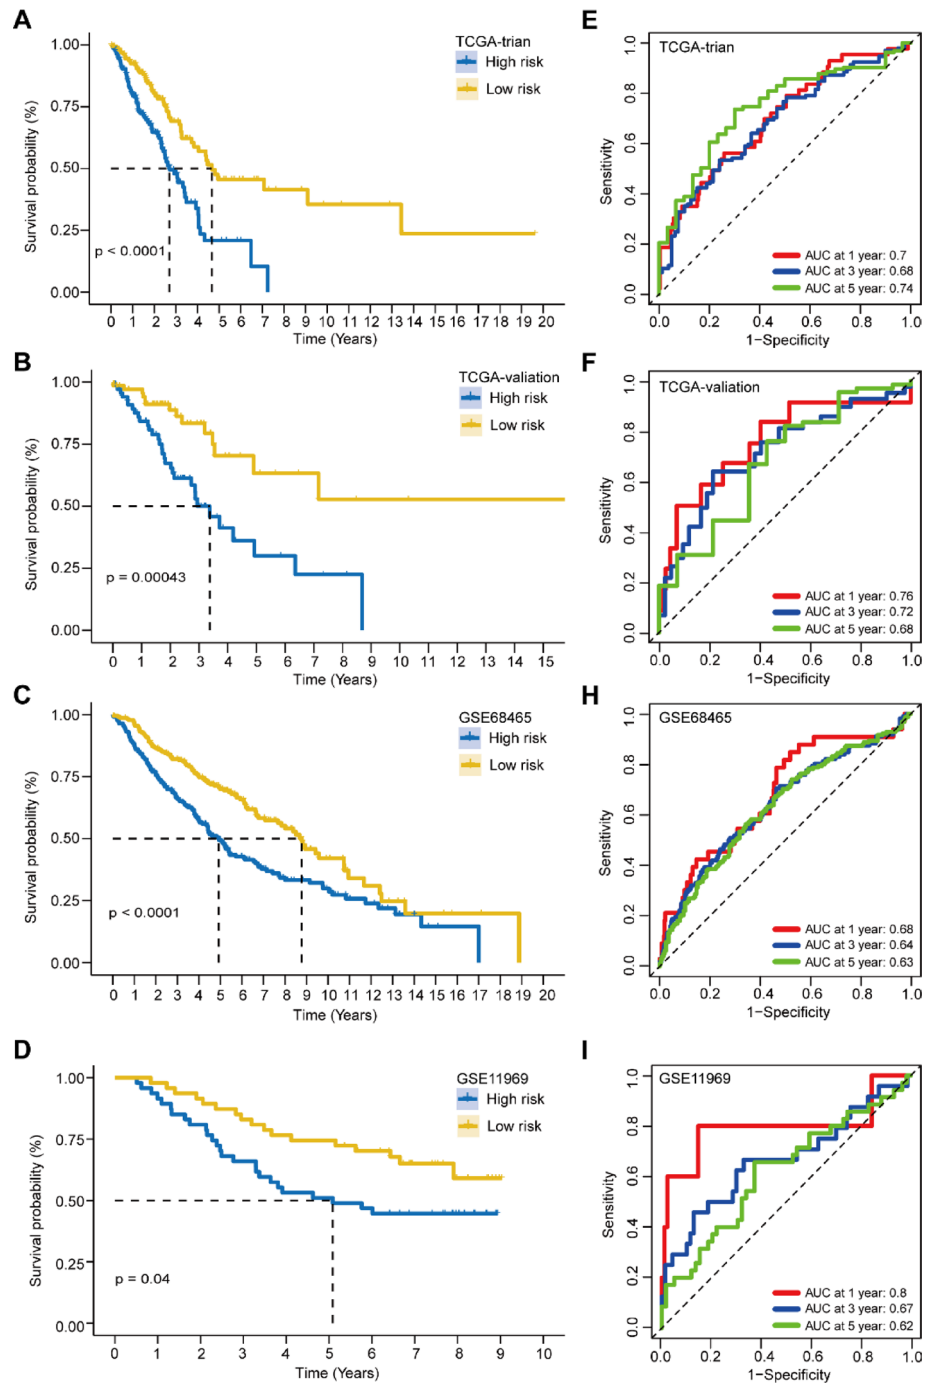 A
TCGA-trian
High risk
Low risk
Survival probability (%)
1.00
0.75
0.50
0.25
0.00
p < 0.0001
0 1 2 3 4 5 6 7 8 9 10 11 12 13 14 15 16 17 18 19 20
Time (Years)
E
TCGA-trian
Sensitivity
1.0
0.8
0.6
0.4
0.2
0.0
AUC at 1 year: 0.7
AUC at 3 year: 0.68
AUC at 5 year: 0.74
0.0 0.2 0.4 0.6 0.8 1.0
1−Specificity
B
TCGA-valiation
High risk
Low risk
Survival probability (%)
1.00
0.75
0.50
0.25
0.00
p = 0.00043
0 1 2 3 4 5 6 7 8 9 10 11 12 13 14 15
Time (Years)
F
TCGA-valiation
Sensitivity
1.0
0.8
0.6
0.4
0.2
0.0
AUC at 1 year: 0.76
AUC at 3 year: 0.72
AUC at 5 year: 0.68
0.0 0.2 0.4 0.6 0.8 1.0
1−Specificity
C
GSE68465
High risk
Low risk
Survival probability (%)
1.00
0.75
0.50
0.25
0.00
p < 0.0001
0 1 2 3 4 5 6 7 8 9 10 11 12 13 14 15 16 17 18 19 20
Time (Years)
H
GSE68465
Sensitivity
1.0
0.8
0.6
0.4
0.2
0.0
AUC at 1 year: 0.68
AUC at 3 year: 0.64
AUC at 5 year: 0.63
0.0 0.2 0.4 0.6 0.8 1.0
1−Specificity
D
GSE11969
High risk
Low risk
Survival probability (%)
1.00
0.75
0.50
0.25
0.00
p = 0.04
0 1 2 3 4 5 6 7 8 9 10
Time (Years)
I
GSE11969
Sensitivity
1.0
0.8
0.6
0.4
0.2
0.0
AUC at 1 year: 0.8
AUC at 3 year: 0.67
AUC at 5 year: 0.62
0.0 0.2 0.4 0.6 0.8 1.0
1−Specificity